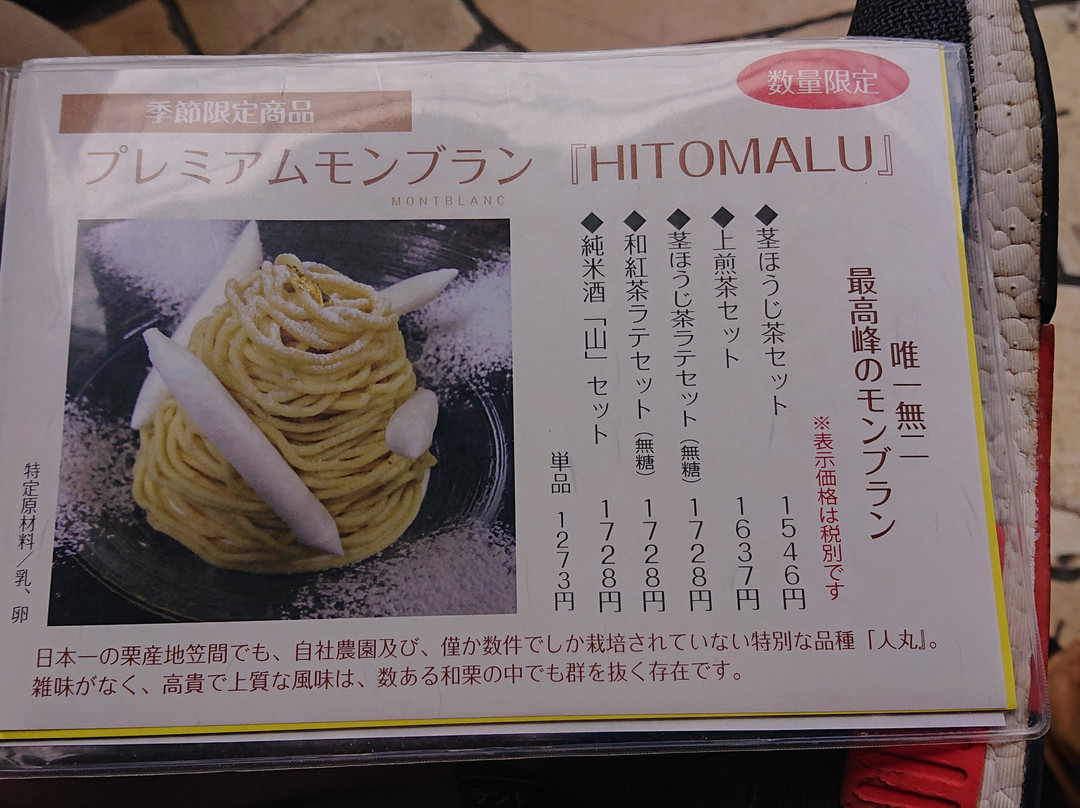 季節限定商品
数量限定
プレミアムモンブラン『HITOMALU』
MONTBLANC
唯一無二
最高峰のモンブラン
※表示価格は税別です
◆茎ほうじ茶セット 1546円
◆上煎茶セット 1637円
◆茎ほうじ茶ラテセット（無糖） 1728円
◆和紅茶ラテセット（無糖） 1728円
◆純米酒「山」セット 1728円
単品 1273円
特定原材料／乳、卵
日本一の栗産地笠間でも、自社農園及び、僅か数件でしか栽培されていない特別な品種『人丸』。
雑味がなく、高貴で上質な風味は、数ある和栗の中でも群を抜く存在です。